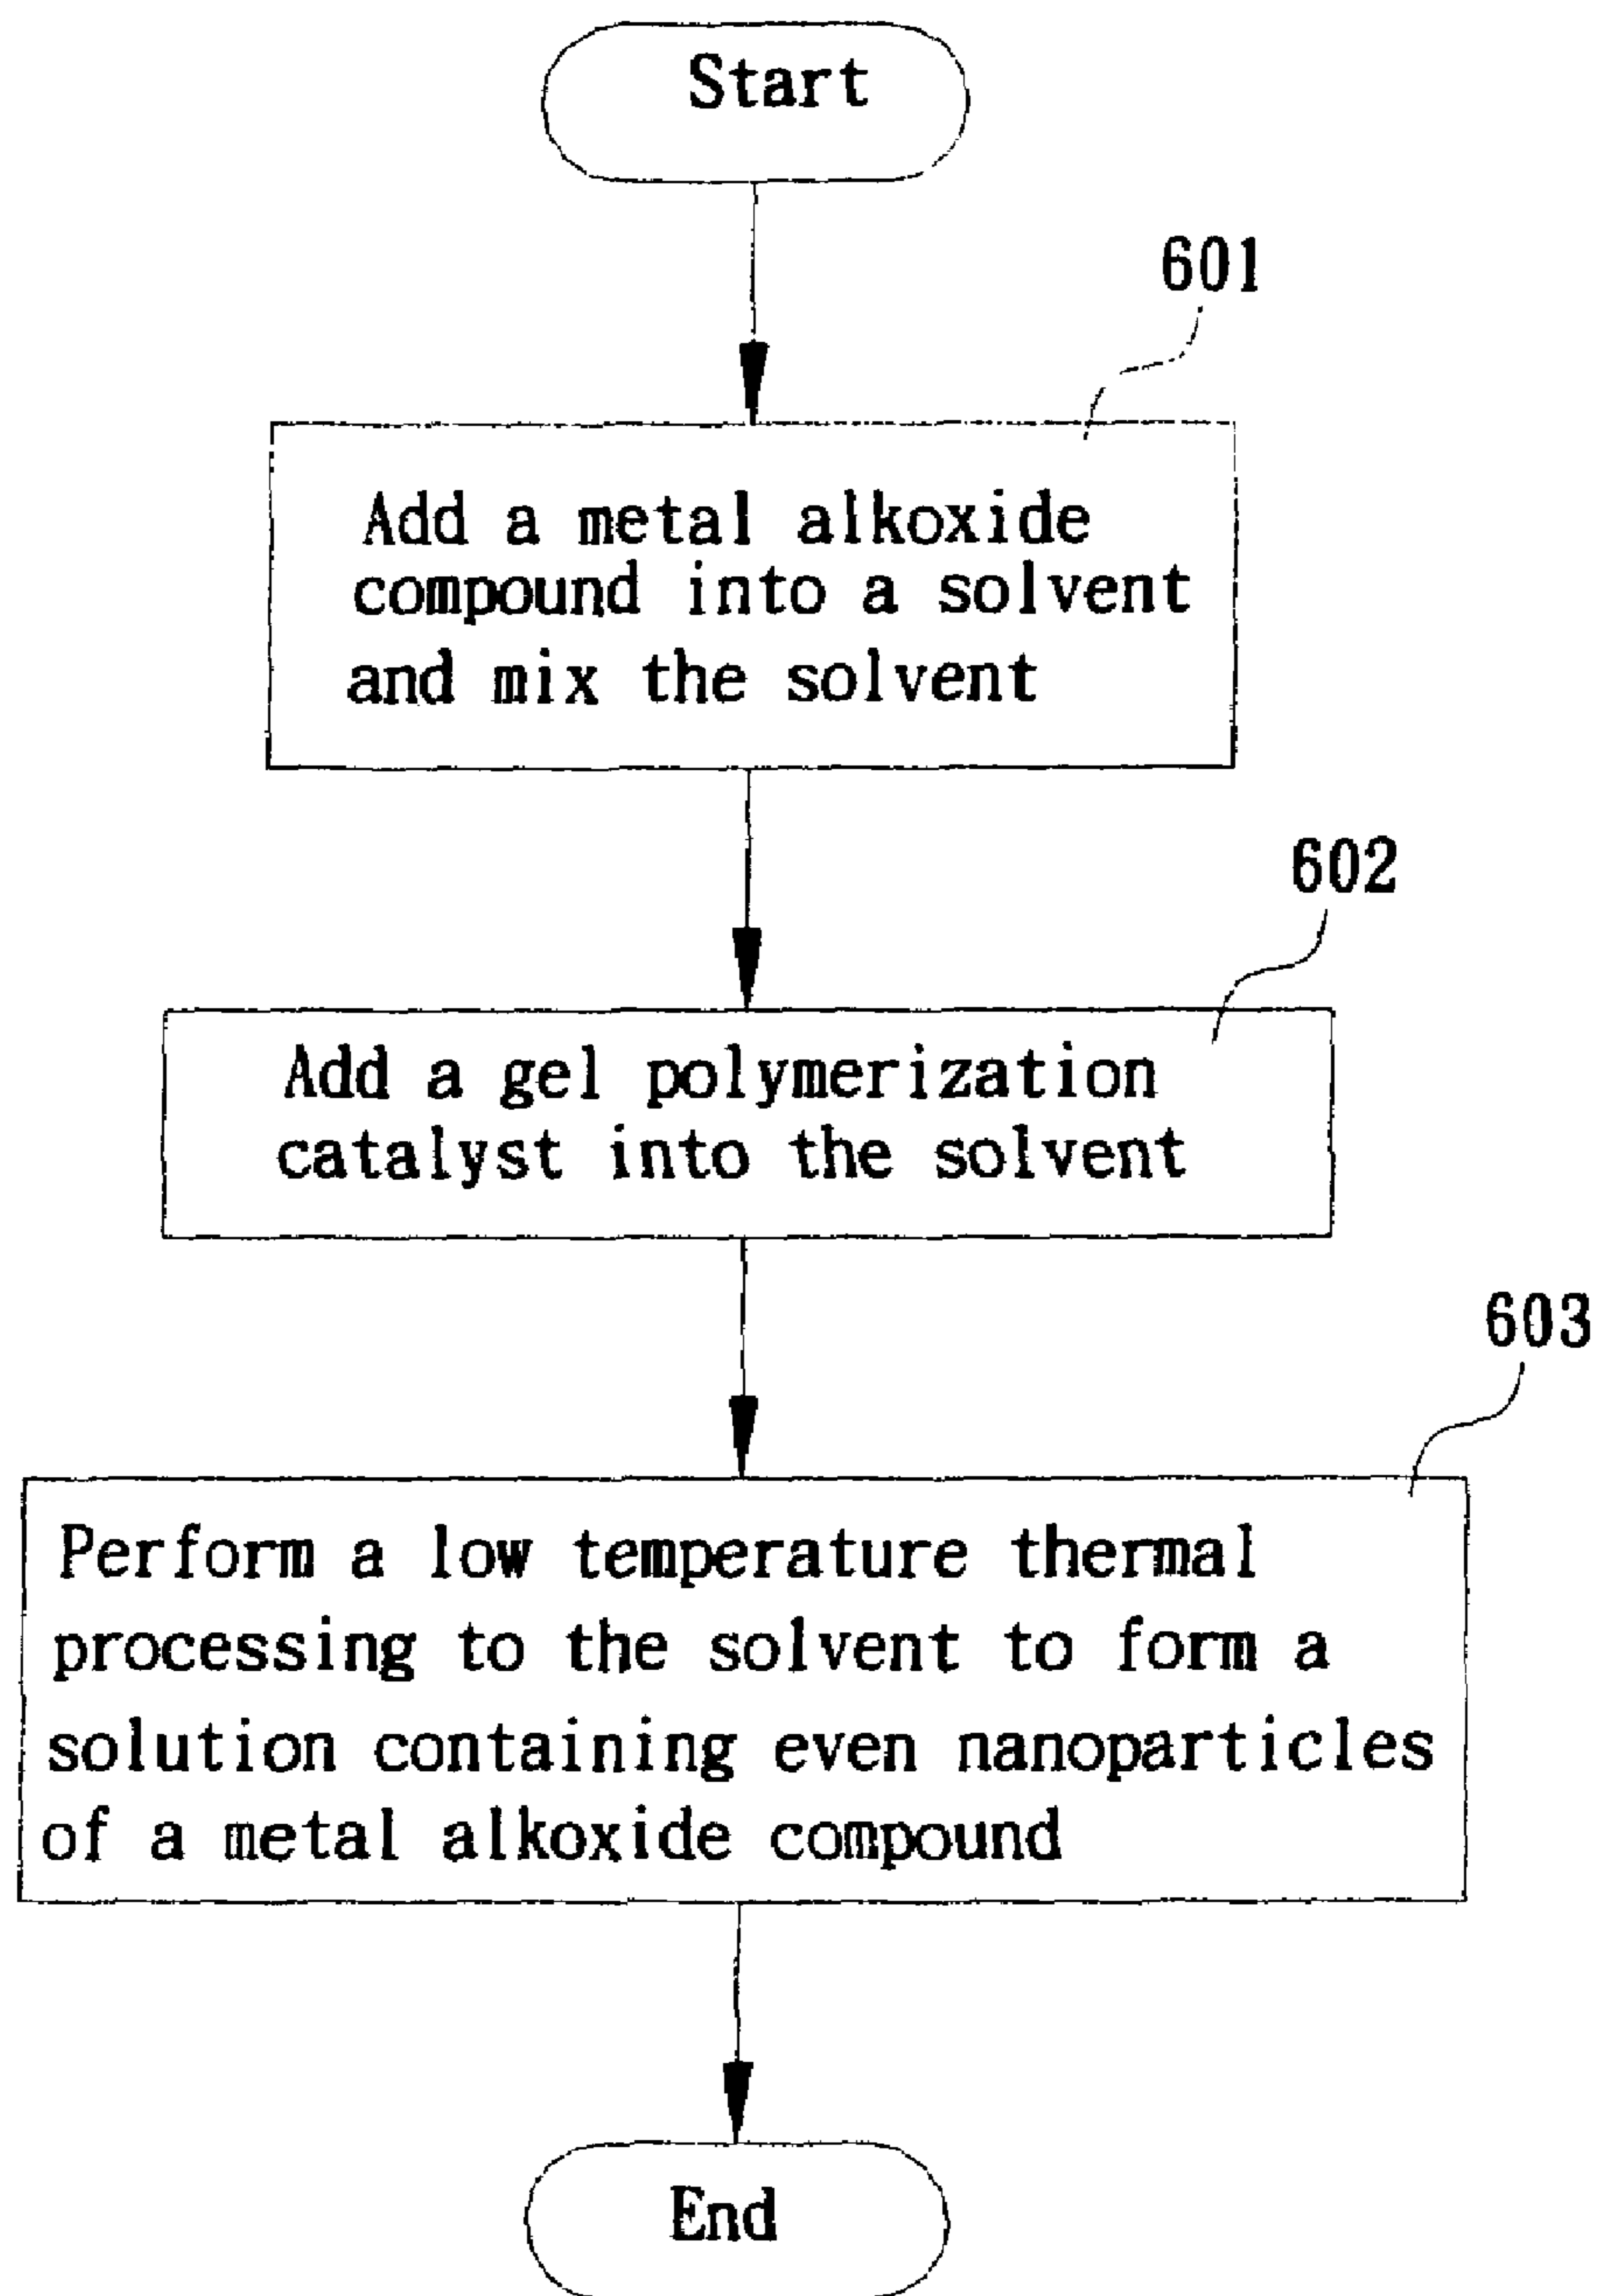 Start
601
Add a metal alkoxide
compound into a solvent
and mix the solvent
602
Add a gel polymerization
catalyst into the solvent
603
Perform a low temperature thermal
processing to the solvent to form a
solution containing even nanoparticles
of a metal alkoxide compound
End